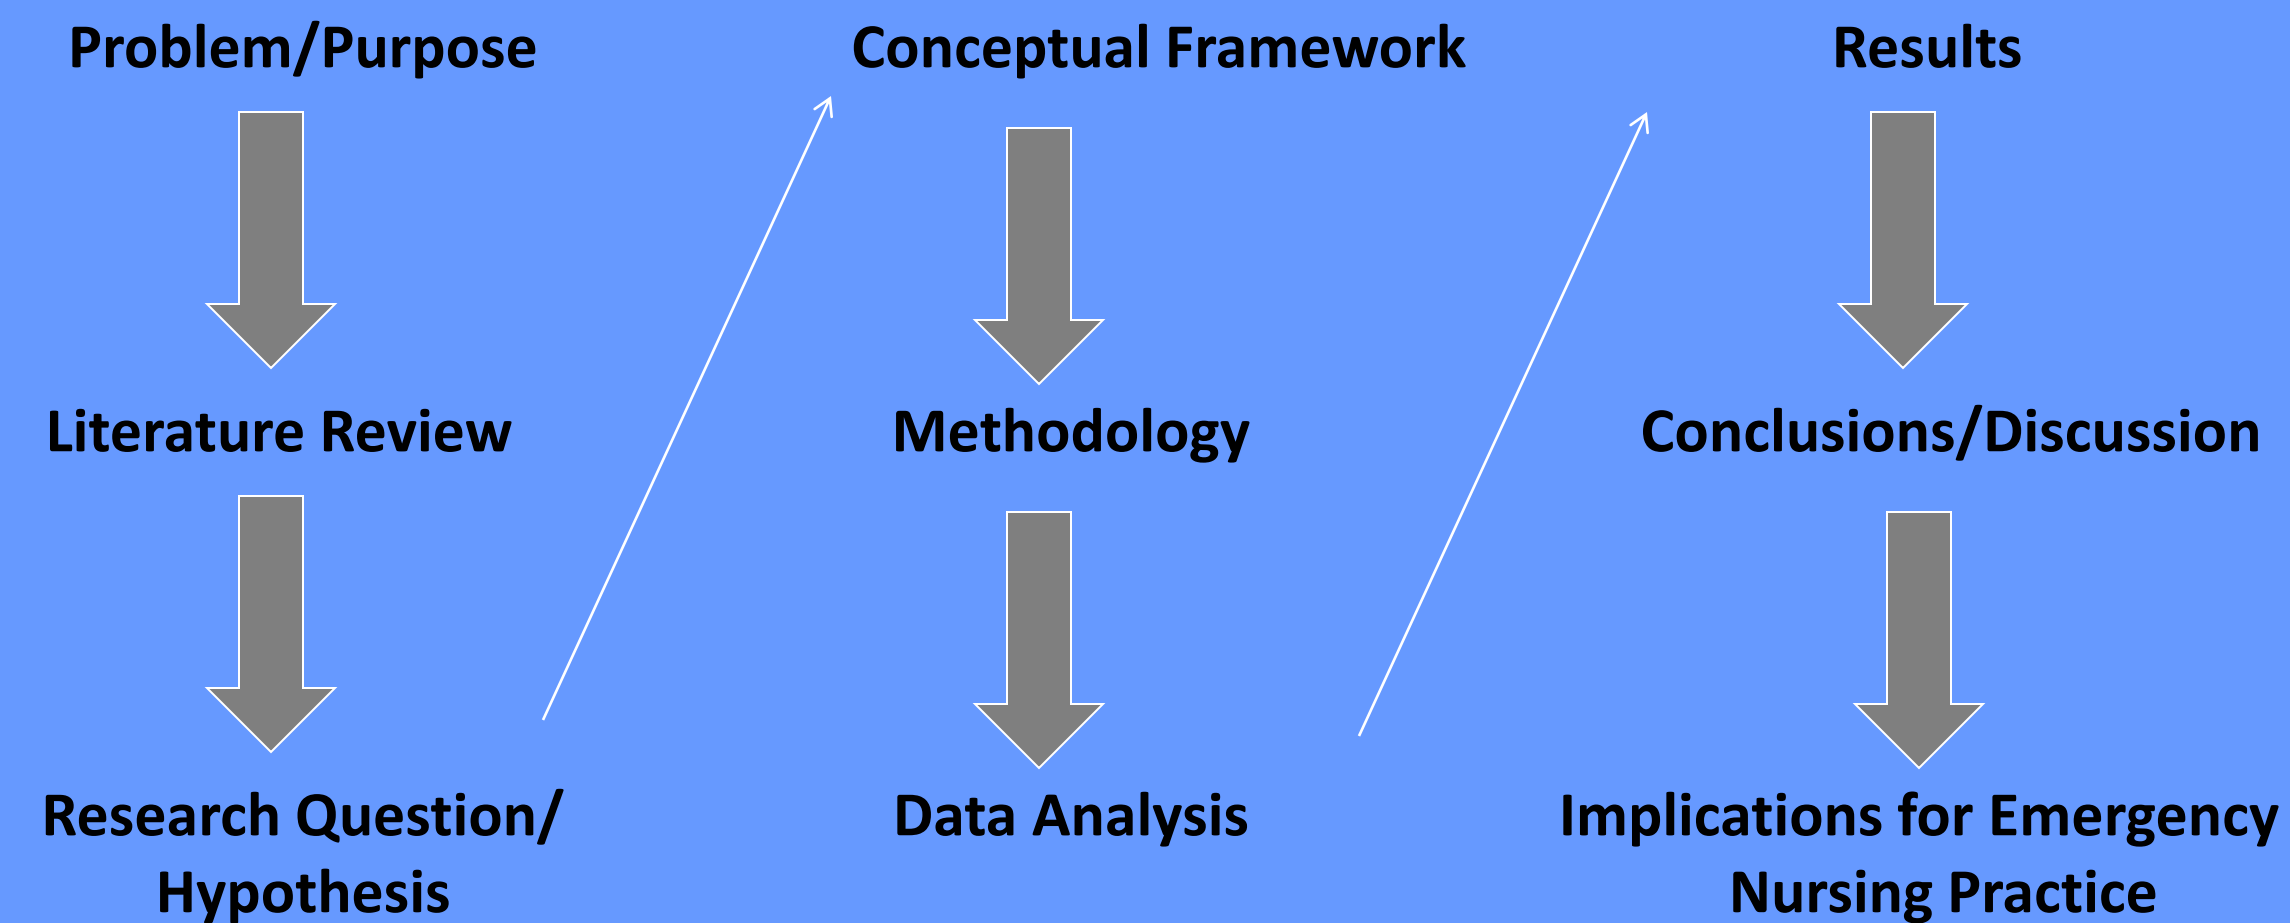 Problem/Purpose
Literature Review
Research Question/
Hypothesis
Conceptual Framework
Methodology
Data Analysis
Results
Conclusions/Discussion
Implications for Emergency
Nursing Practice